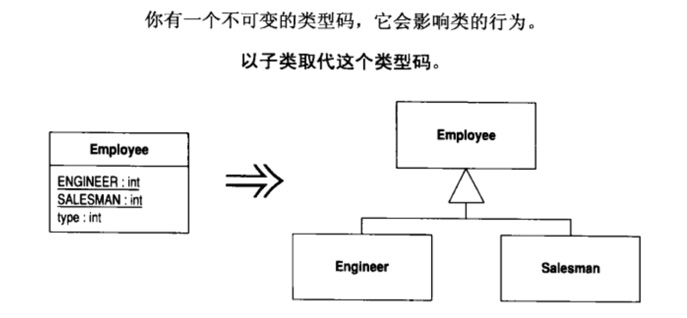 你有一个不可变的类型码，它会影响类的行为。
以子类取代这个类型码。
Employee
ENGINEER : int
SALESMAN : int
type : int
Employee
Engineer
Salesman